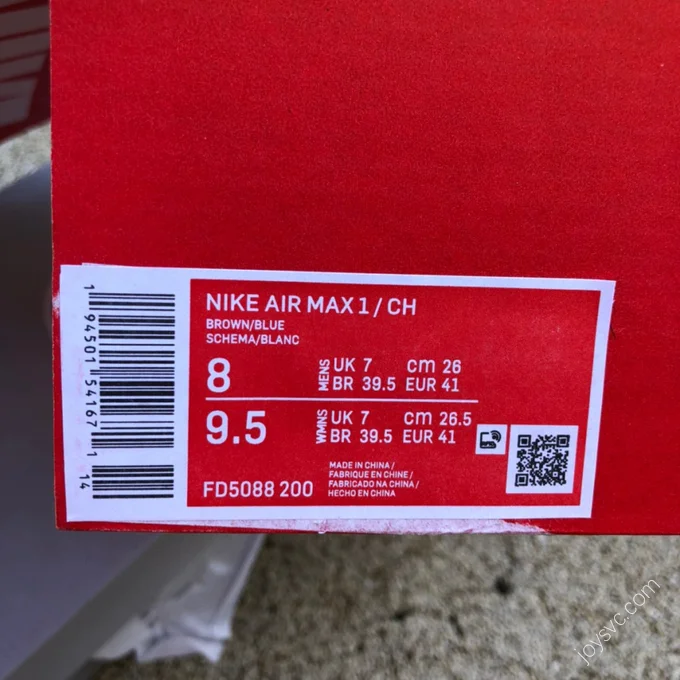 NIKE AIR MAX 1 / CH
BROWN/BLUE
SCHEMA/BLANC
8 MENS UK 7 cm 26
BR 39.5 EUR 41
9.5 WMNS UK 7 cm 26.5
BR 39.5 EUR 41
FD5088 200
MADE IN CHINA /
FABRIQUE EN CHINE /
FABRICADO NA CHINA /
HECHO EN CHINA
1 94501 54167 1
14
joysvc.com